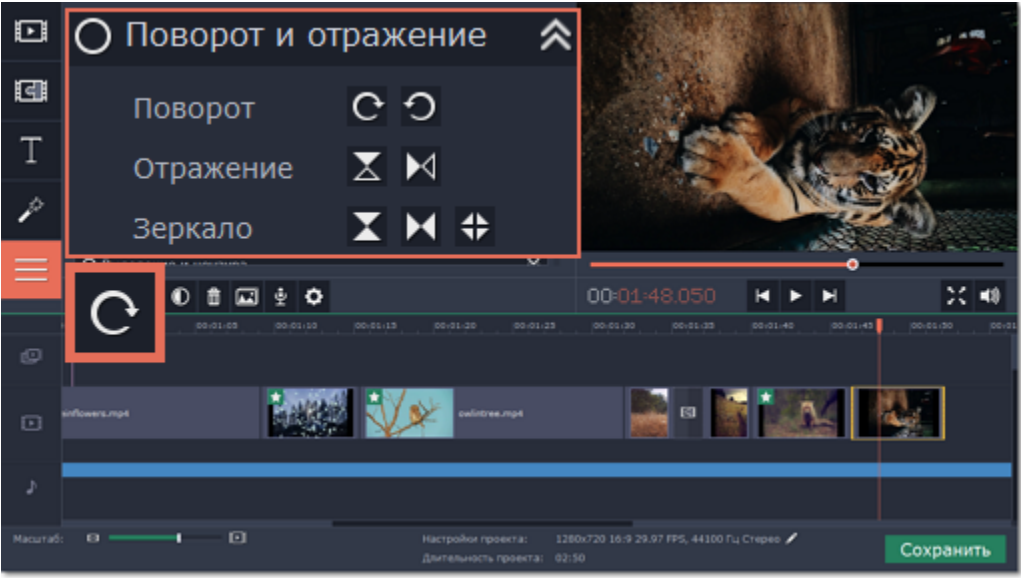 Поворот и отражение
Поворот
Отражение
Зеркало
T
00:01:48.050
00:01:05 00:01:10 00:01:15 00:01:20 00:01:25 00:01:30 00:01:35 00:01:40 00:01:45 00:01:50
nflowers.mp4
owlintree.mp4
Масштаб:
Настройки проекта: 1280x720 16:9 29.97 FPS, 44100 Гц Стерео
Длительность проекта: 02:50
Сохранить